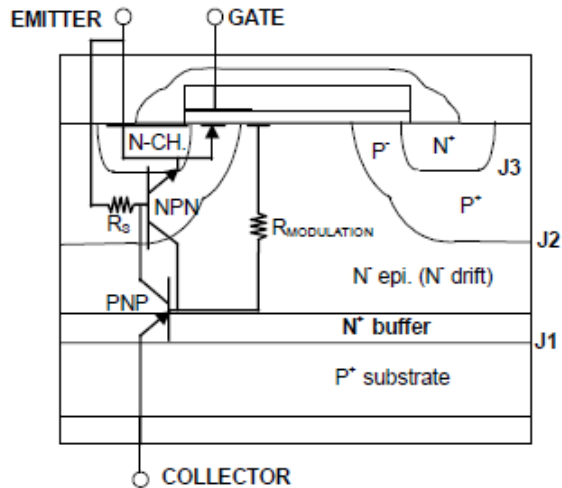 EMITTER
GATE
N-CH.
P-
N+
J3
NPN
P+
RS
RMODULATION
J2
N- epi. (N- drift)
PNP
N+ buffer
J1
P+ substrate
COLLECTOR